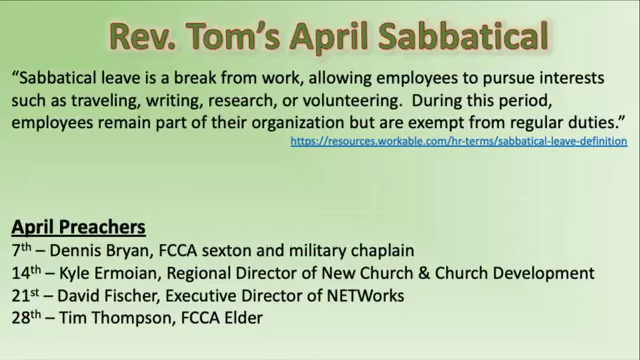 Rev. Tom's April Sabbatical
“Sabbatical leave is a break from work, allowing employees to pursue interests
such as traveling, writing, research, or volunteering.  During this period,
employees remain part of their organization but are exempt from regular duties.”
https://resources.workable.com/hr-terms/sabbatical-leave-definition
April Preachers
7th – Dennis Bryan, FCCA sexton and military chaplain
14th – Kyle Ermoian, Regional Director of New Church & Church Development
21st – David Fischer, Executive Director of NETWorks
28th – Tim Thompson, FCCA Elder